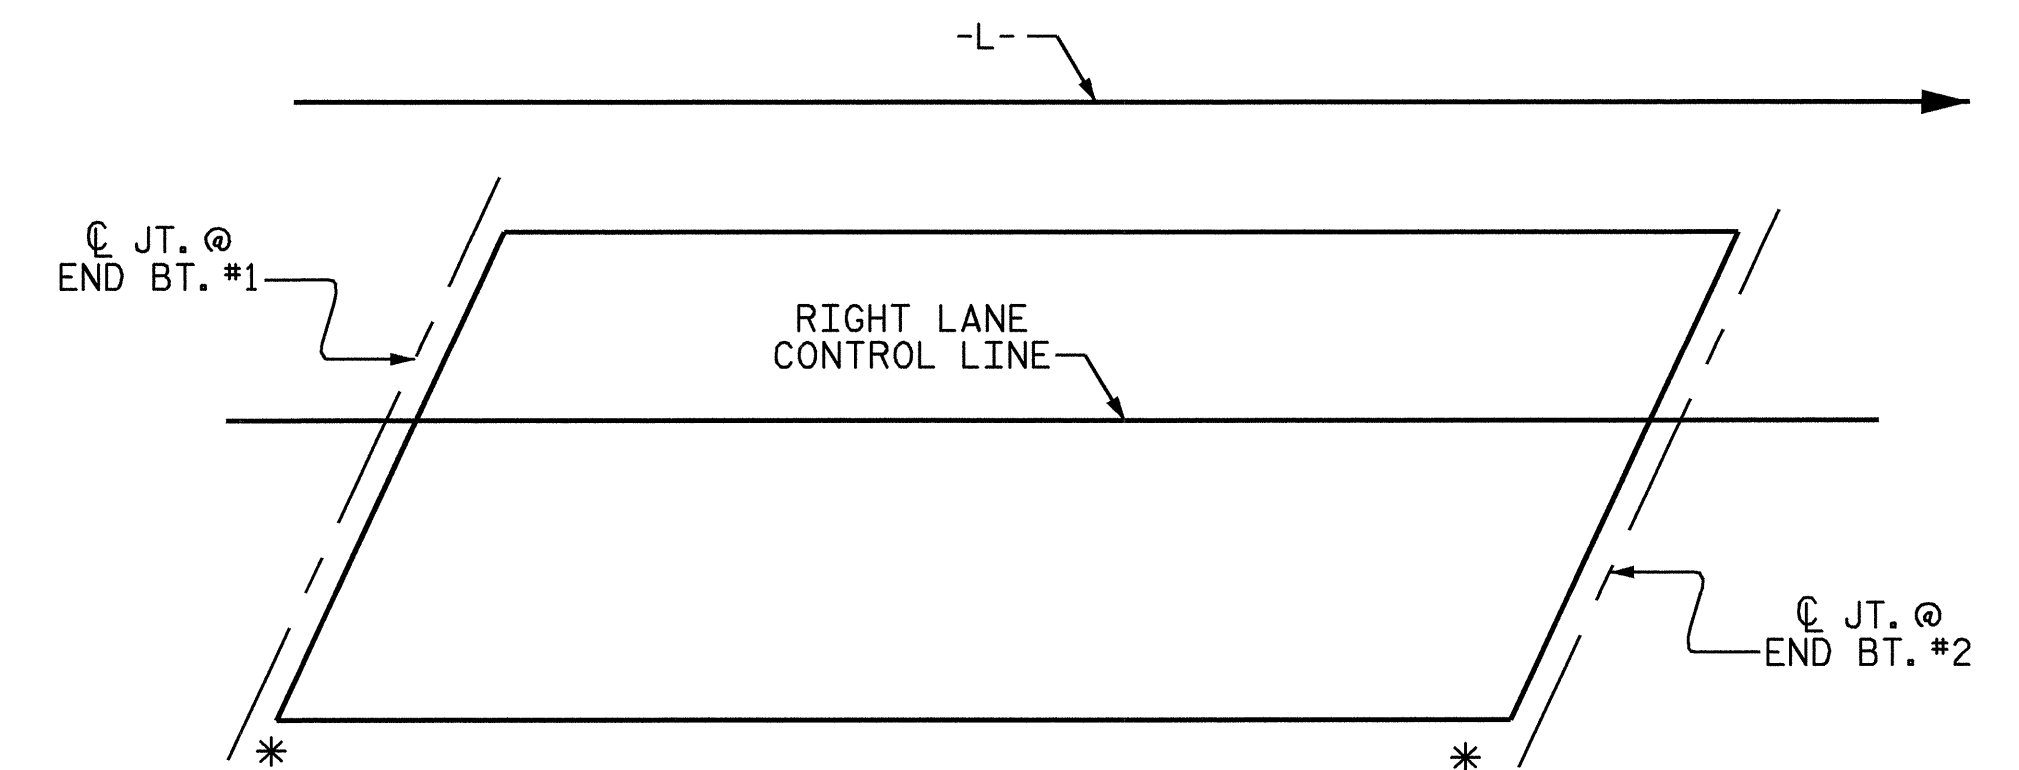 -L-
℄ JT. @
END BT. #1
RIGHT LANE
CONTROL LINE
℄ JT. @
END BT. #2
*
*